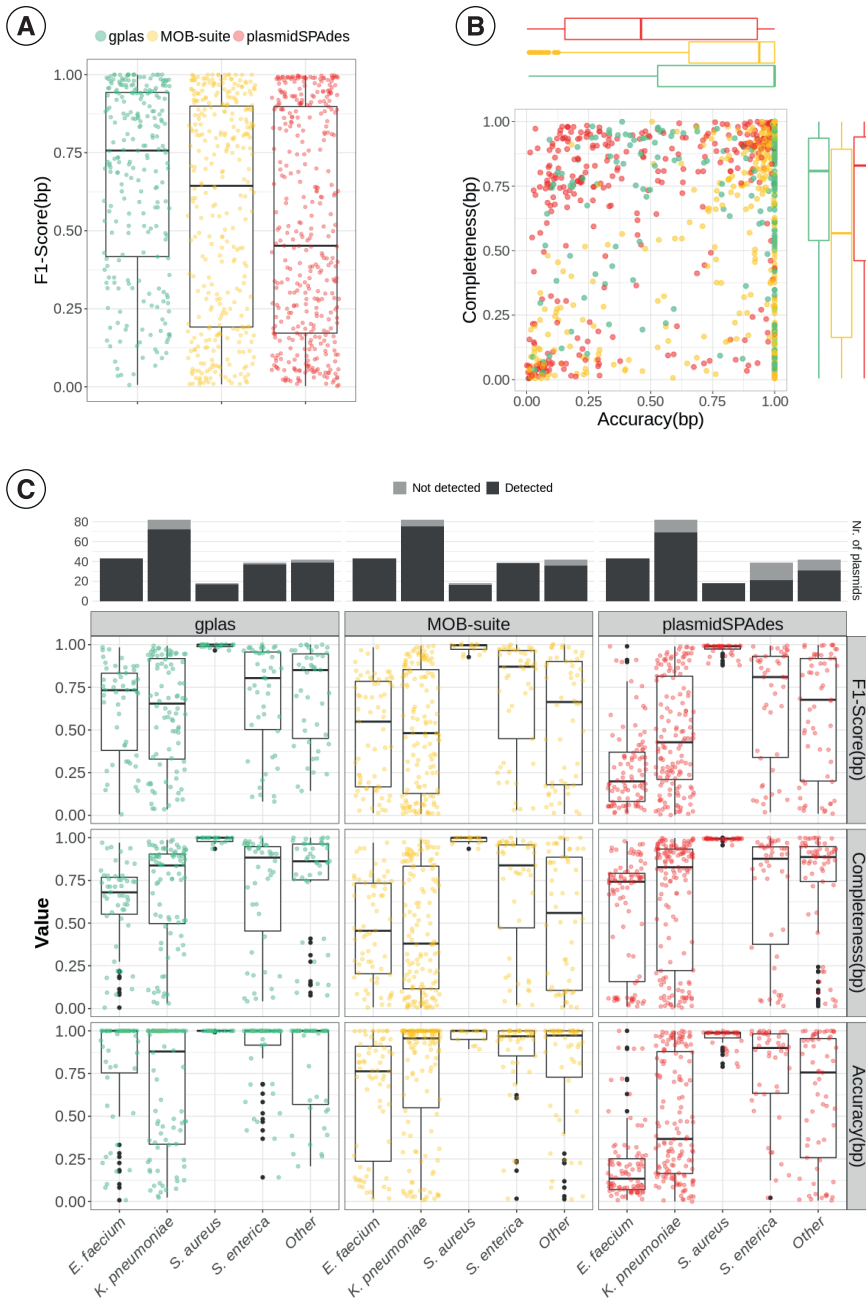 A
gplas MOB-suite plasmidSPAdes
1.00
0.75
0.50
0.25
0.00
F1-Score(bp)
B
1.00
0.75
0.50
0.25
0.00
Completeness(bp)
0.00 0.25 0.50 0.75 1.00
Accuracy(bp)
C
Not detected Detected
80
60
40
20
0
Nr. of plasmids
gplas MOB-suite plasmidSPAdes
1.00
0.75
0.50
0.25
0.00
F1-Score(bp)
1.00
0.75
0.50
0.25
0.00
Completeness(bp)
Value
1.00
0.75
0.50
0.25
0.00
Accuracy(bp)
E. faecium K. pneumoniae S. aureus S. enterica Other E. faecium K. pneumoniae S. aureus S. enterica Other E. faecium K. pneumoniae S. aureus S. enterica Other